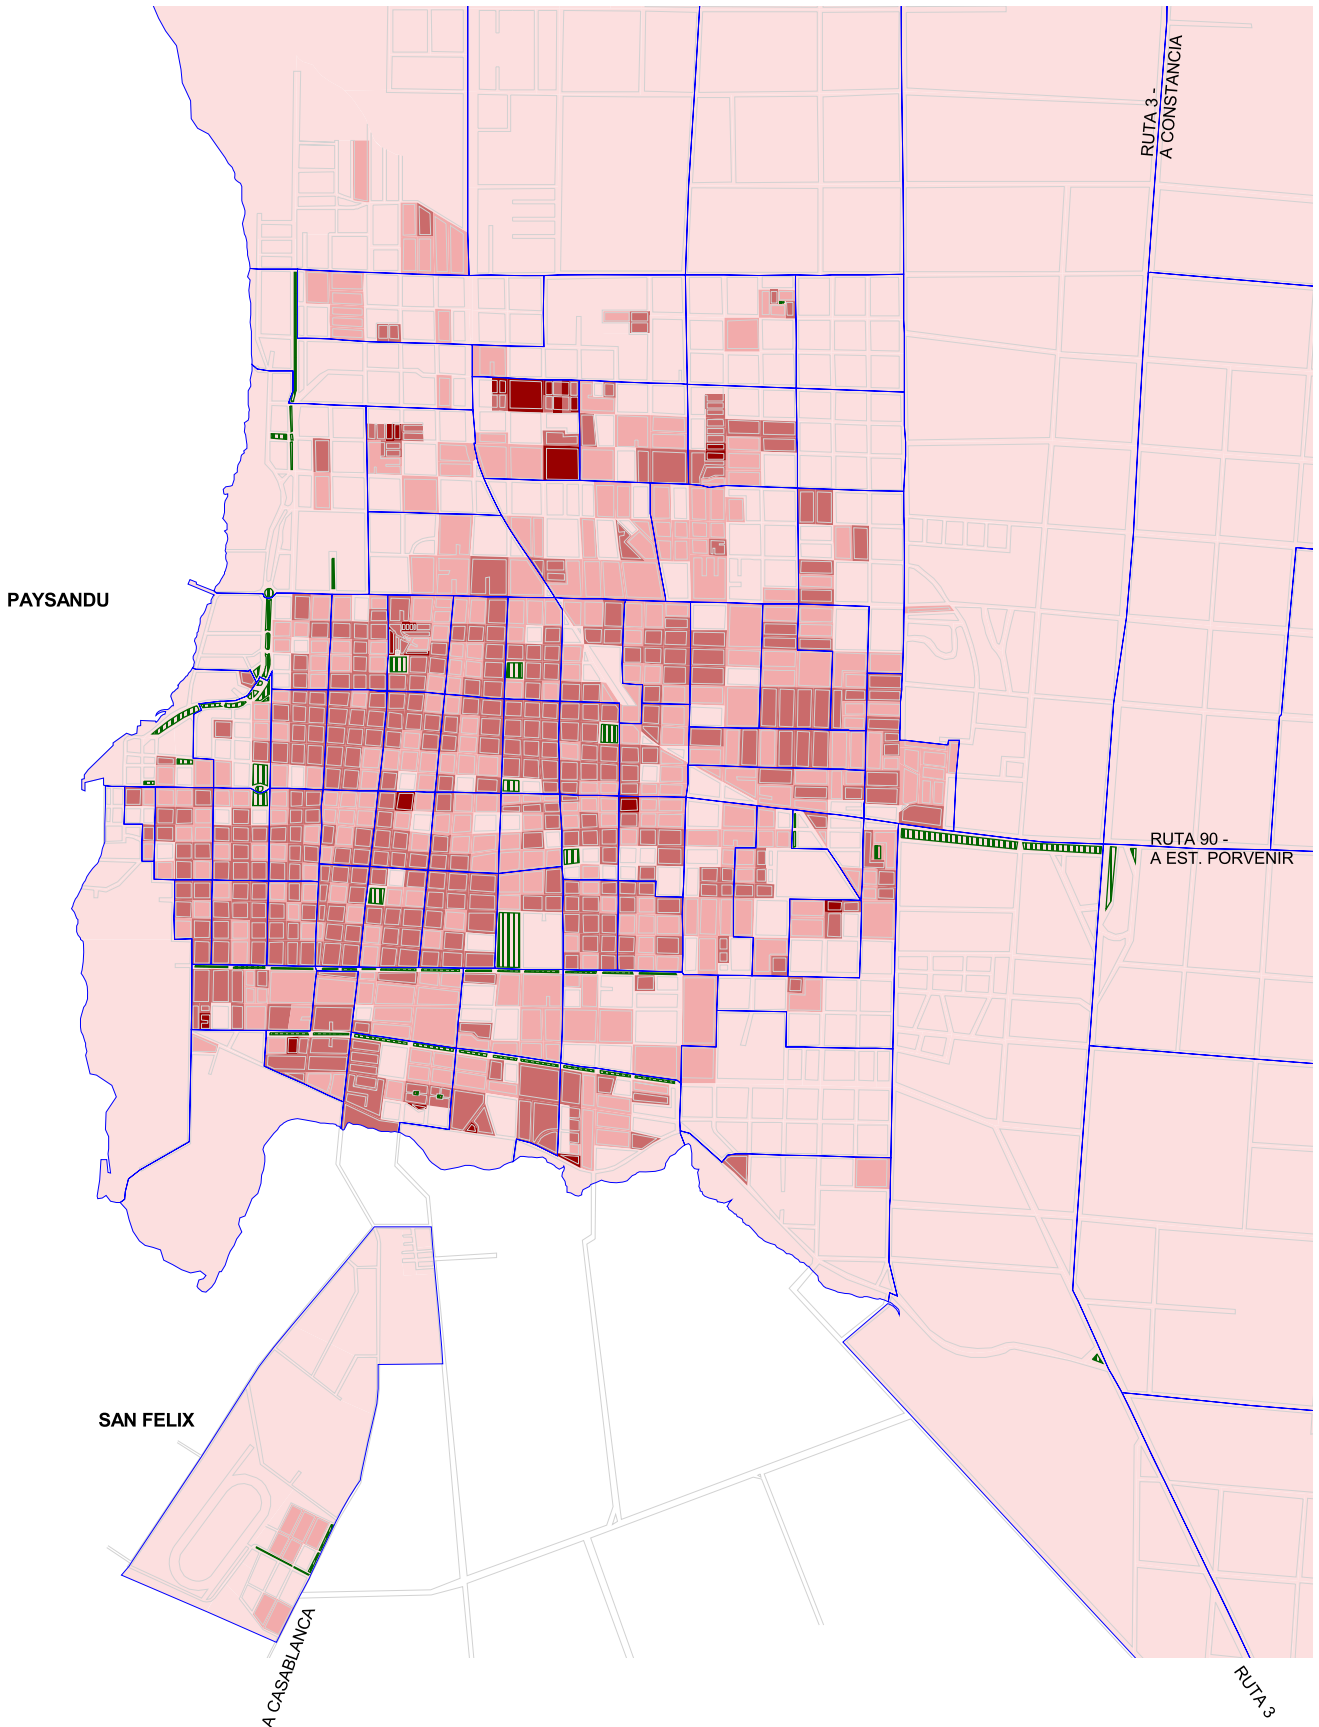 RUTA 3 -
A CONSTANCIA
PAYSANDU
RUTA 90 -
A EST. PORVENIR
SAN FELIX
A CASABLANCA
RUTA 3